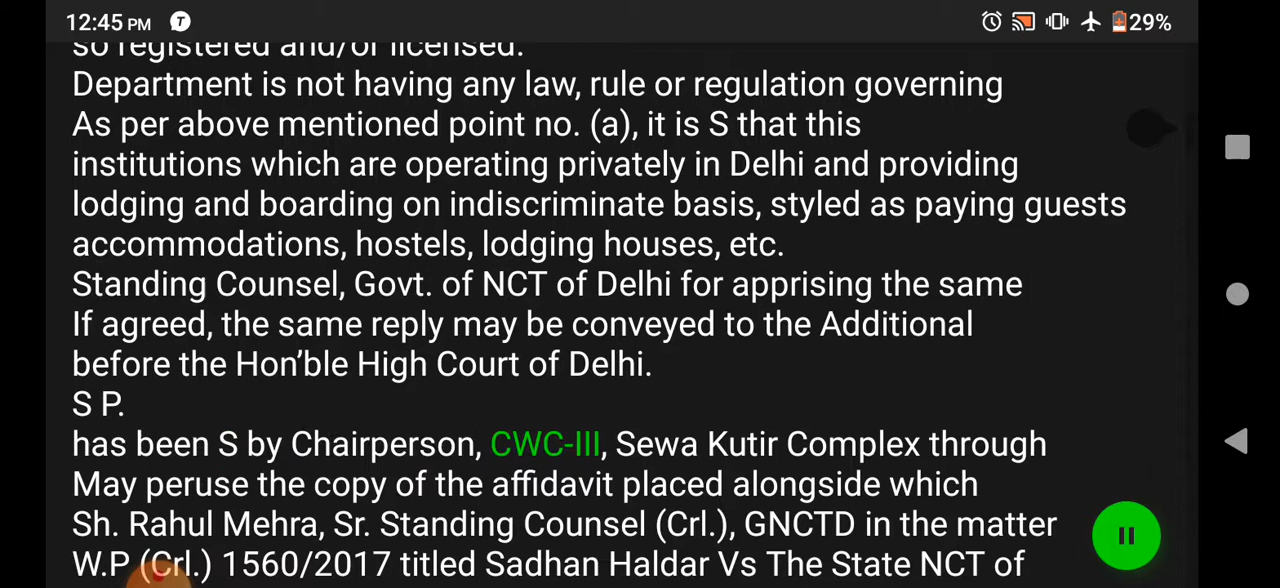 12:45 PM T 29%
so registered and/or licensed.
Department is not having any law, rule or regulation governing
As per above mentioned point no. (a), it is S that this
institutions which are operating privately in Delhi and providing
lodging and boarding on indiscriminate basis, styled as paying guests
accommodations, hostels, lodging houses, etc.
Standing Counsel, Govt. of NCT of Delhi for apprising the same
If agreed, the same reply may be conveyed to the Additional
before the Hon’ble High Court of Delhi.
S P.
has been S by Chairperson, CWC-III, Sewa Kutir Complex through
May peruse the copy of the affidavit placed alongside which
Sh. Rahul Mehra, Sr. Standing Counsel (Crl.), GNCTD in the matter
W.P (Crl.) 1560/2017 titled Sadhan Haldar Vs The State NCT of